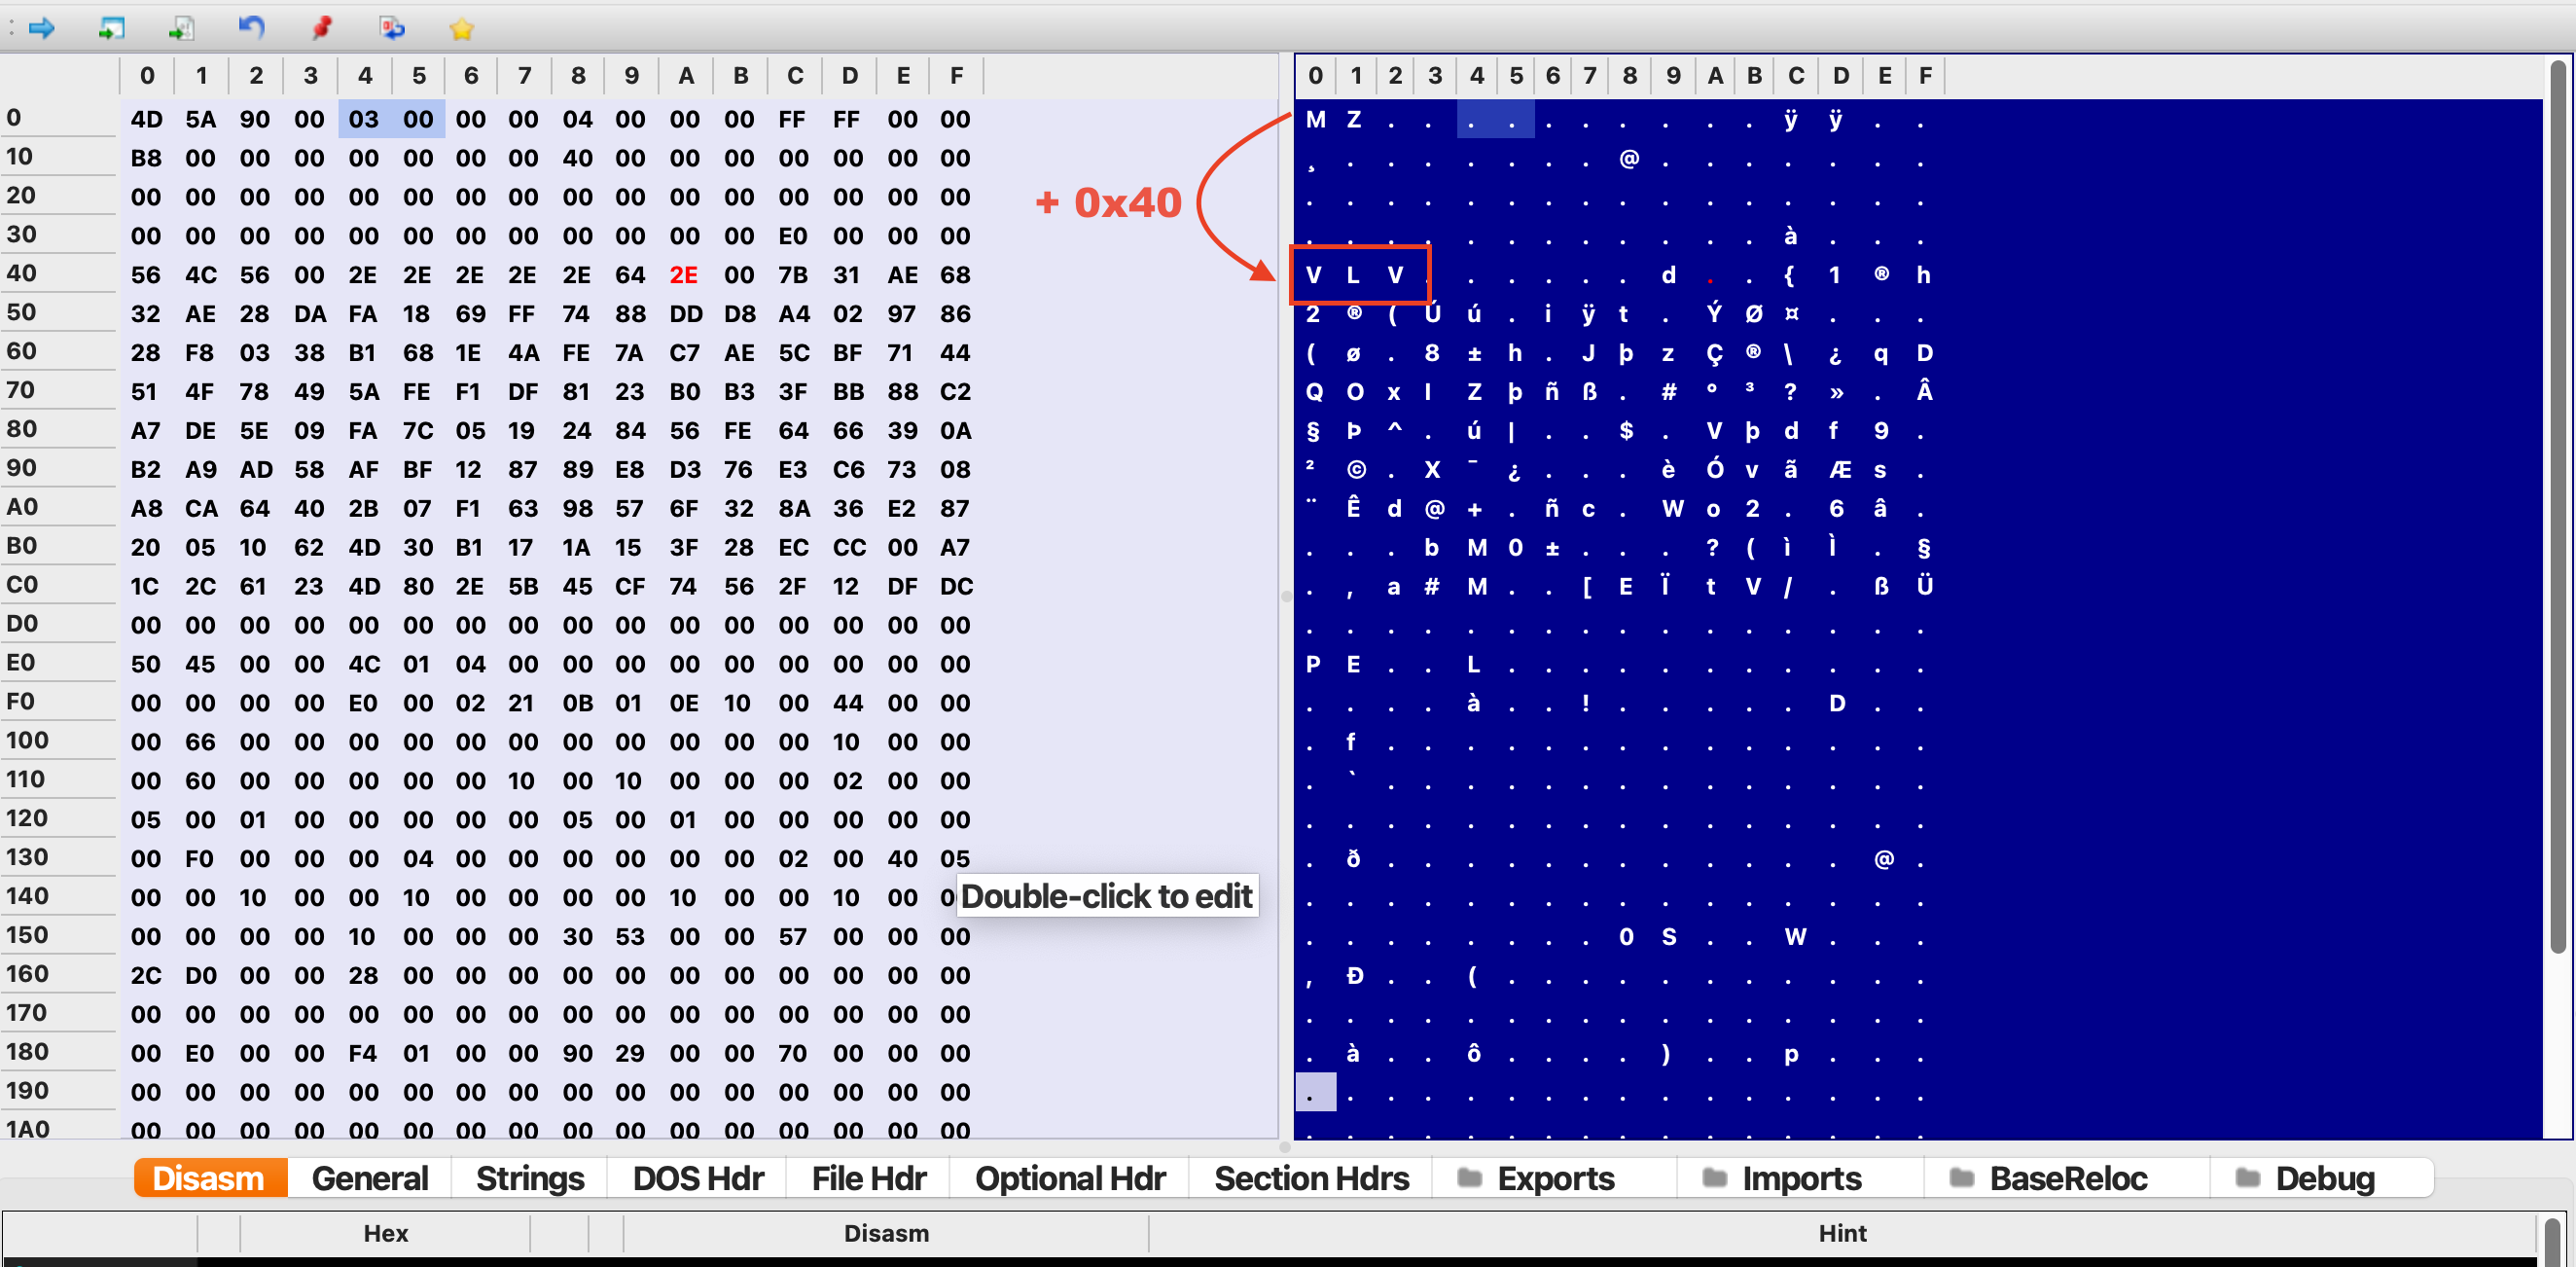 0 1 2 3 4 5 6 7 8 9 A B C D E F 0 1 2 3 4 5 6 7 8 9 A B C D E F
0 4D 5A 90 00 03 00 00 00 04 00 00 00 FF FF 00 00 M Z . . . . . . . . . . ÿ ÿ . .
10 B8 00 00 00 00 00 00 00 40 00 00 00 00 00 00 00 ¸ . . . . . . . @ . . . . . . .
20 00 00 00 00 00 00 00 00 00 00 00 00 00 00 00 00 . . . . . . . . . . . . . . . .
+ 0x40
30 00 00 00 00 00 00 00 00 00 00 00 00 E0 00 00 00 . . . . . . . . . . . . à . . .
40 56 4C 56 00 2E 2E 2E 2E 2E 64 2E 00 7B 31 AE 68 V L V . . . . . . d . . { 1 ® h
50 32 AE 28 DA FA 18 69 FF 74 88 DD D8 A4 02 97 86 2 ® ( Ú ú . i ÿ t . Ý Ø ¤ . . .
60 28 F8 03 38 B1 68 1E 4A FE 7A C7 AE 5C BF 71 44 ( ø . 8 ± h . J þ z Ç ® \ ¿ q D
70 51 4F 78 49 5A FE F1 DF 81 23 B0 B3 3F BB 88 C2 Q O x I Z þ ñ ß . # ° ³ ? » . Â
80 A7 DE 5E 09 FA 7C 05 19 24 84 56 FE 64 66 39 0A § Þ ^ . ú | . . $ . V þ d f 9 .
90 B2 A9 AD 58 AF BF 12 87 89 E8 D3 76 E3 C6 73 08 ² © . X ¯ ¿ . . . è Ó v ã Æ s .
A0 A8 CA 64 40 2B 07 F1 63 98 57 6F 32 8A 36 E2 87 ¨ Ê d @ + . ñ c . W o 2 . 6 â .
B0 20 05 10 62 4D 30 B1 17 1A 15 3F 28 EC CC 00 A7 . . . b M 0 ± . . . ? ( ì Ì . §
C0 1C 2C 61 23 4D 80 2E 5B 45 CF 74 56 2F 12 DF DC . , a # M . . [ E Ï t V / . ß Ü
D0 00 00 00 00 00 00 00 00 00 00 00 00 00 00 00 00 . . . . . . . . . . . . . . . .
E0 50 45 00 00 4C 01 04 00 00 00 00 00 00 00 00 00 P E . . L . . . . . . . . . . .
F0 00 00 00 00 E0 00 02 21 0B 01 0E 10 00 44 00 00 . . . . à . . ! . . . . . D . .
100 00 66 00 00 00 00 00 00 00 00 00 00 00 10 00 00 . f . . . . . . . . . . . . . .
110 00 60 00 00 00 00 00 10 00 10 00 00 00 02 00 00 . ` . . . . . . . . . . . . . .
120 05 00 01 00 00 00 00 00 05 00 01 00 00 00 00 00 . . . . . . . . . . . . . . . .
130 00 F0 00 00 00 04 00 00 00 00 00 00 02 00 40 05 . ð . . . . . . . . . . . . @ .
140 00 00 10 00 00 10 00 00 00 00 10 00 00 10 00 . . . . . . . . . . . . . . . .
Double-click to edit
150 00 00 00 00 10 00 00 00 30 53 00 00 57 00 00 00 . . . . . . . . 0 S . . W . . .
160 2C D0 00 00 28 00 00 00 00 00 00 00 00 00 00 00 , Ð . . ( . . . . . . . . . . .
170 00 00 00 00 00 00 00 00 00 00 00 00 00 00 00 00 . . . . . . . . . . . . . . . .
180 00 E0 00 00 F4 01 00 00 90 29 00 00 70 00 00 00 . à . . ô . . . . ) . . p . . .
190 00 00 00 00 00 00 00 00 00 00 00 00 00 00 00 00 . . . . . . . . . . . . . . . .
1A0 00 00 00 00 00 00 00 00 00 00 00 00 00 00 00 00 . . . . . . . . . . . . . . . .
Disasm General Strings DOS Hdr File Hdr Optional Hdr Section Hdrs Exports Imports BaseReloc Debug
Hex Disasm Hint